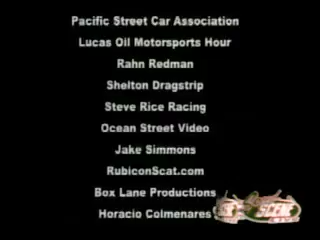 Pacific Street Car Association
Lucas Oil Motorsports Hour
Rahn Redman
Shelton Dragstrip
Steve Rice Racing
Ocean Street Video
Jake Simmons
RubiconScat.com
Box Lane Productions
Horacio Colmenares